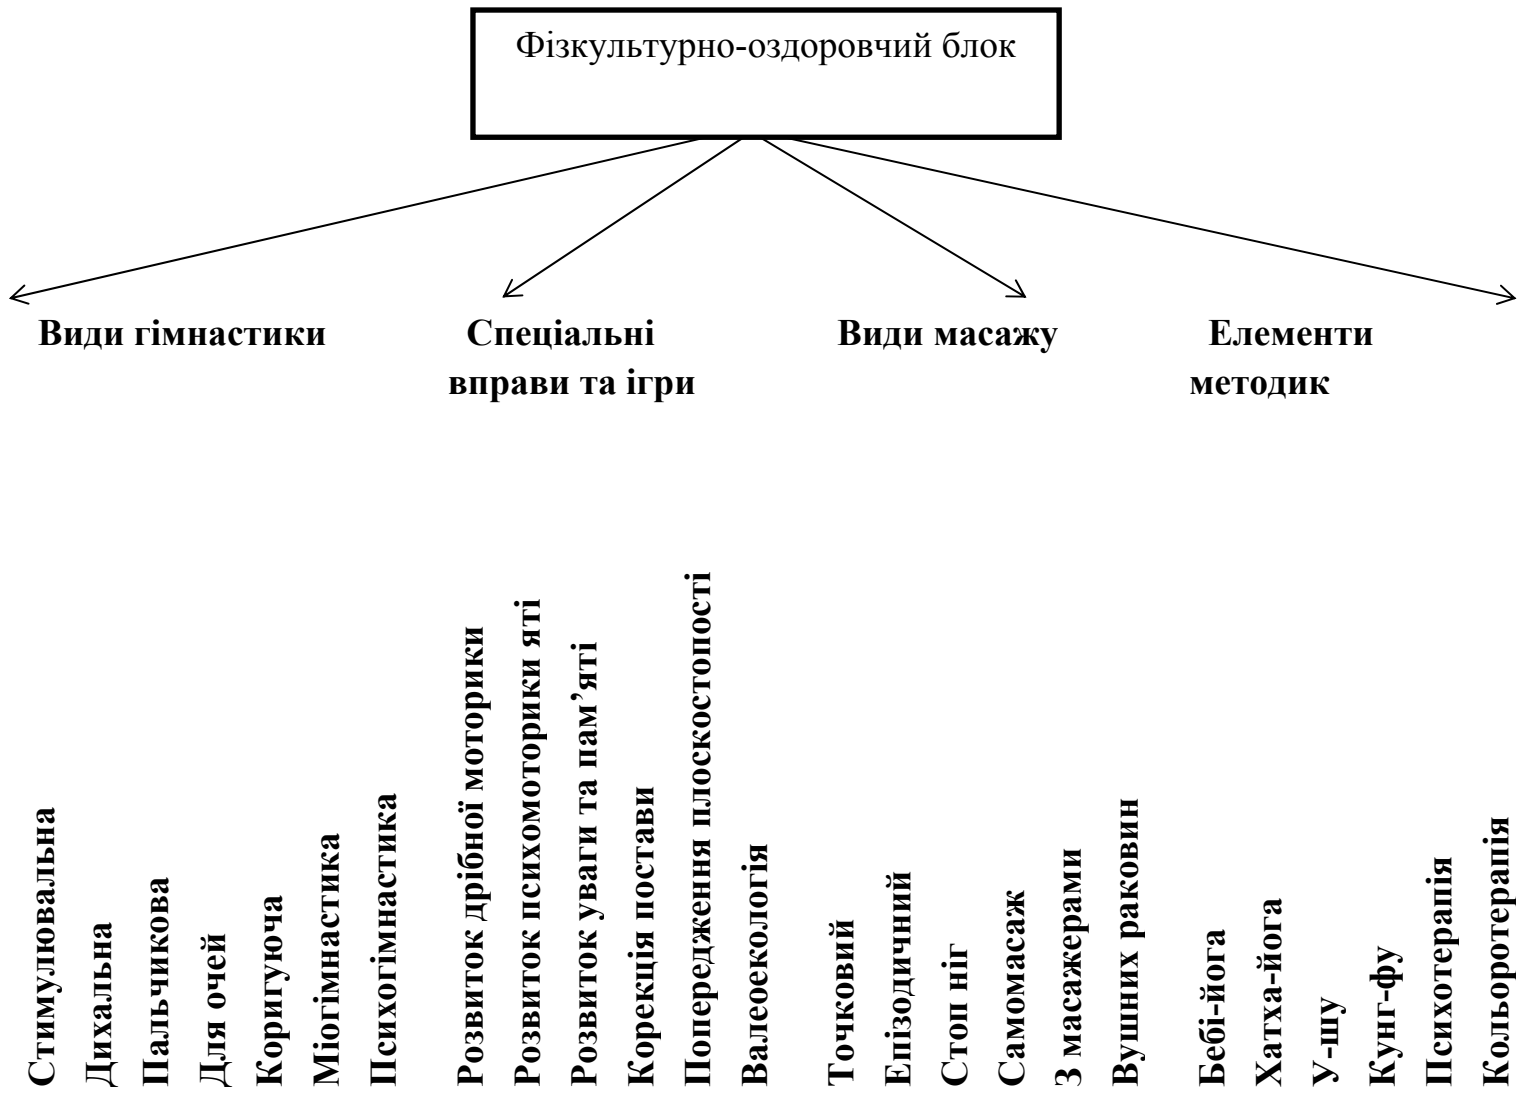 Фізкультурно-оздоровчий блок
Види гімнастики
Спеціальні
вправи та ігри
Види масажу
Елементи
методик
Стимулювальна
Дихальна
Пальчикова
Для очей
Коригуюча
Міогімнастика
Психогімнастика
Розвиток дрібної моторики
Розвиток психомоторики яті
Розвиток уваги та пам’яті
Корекція постави
Попередження плоскостопості
Валеоекологія
Точковий
Епізодичний
Стоп ніг
Самомасаж
З масажерами
Вушних раковин
Бебі-йога
Хатха-йога
У-шу
Кунг-фу
Психотерапія
Кольоротерапія